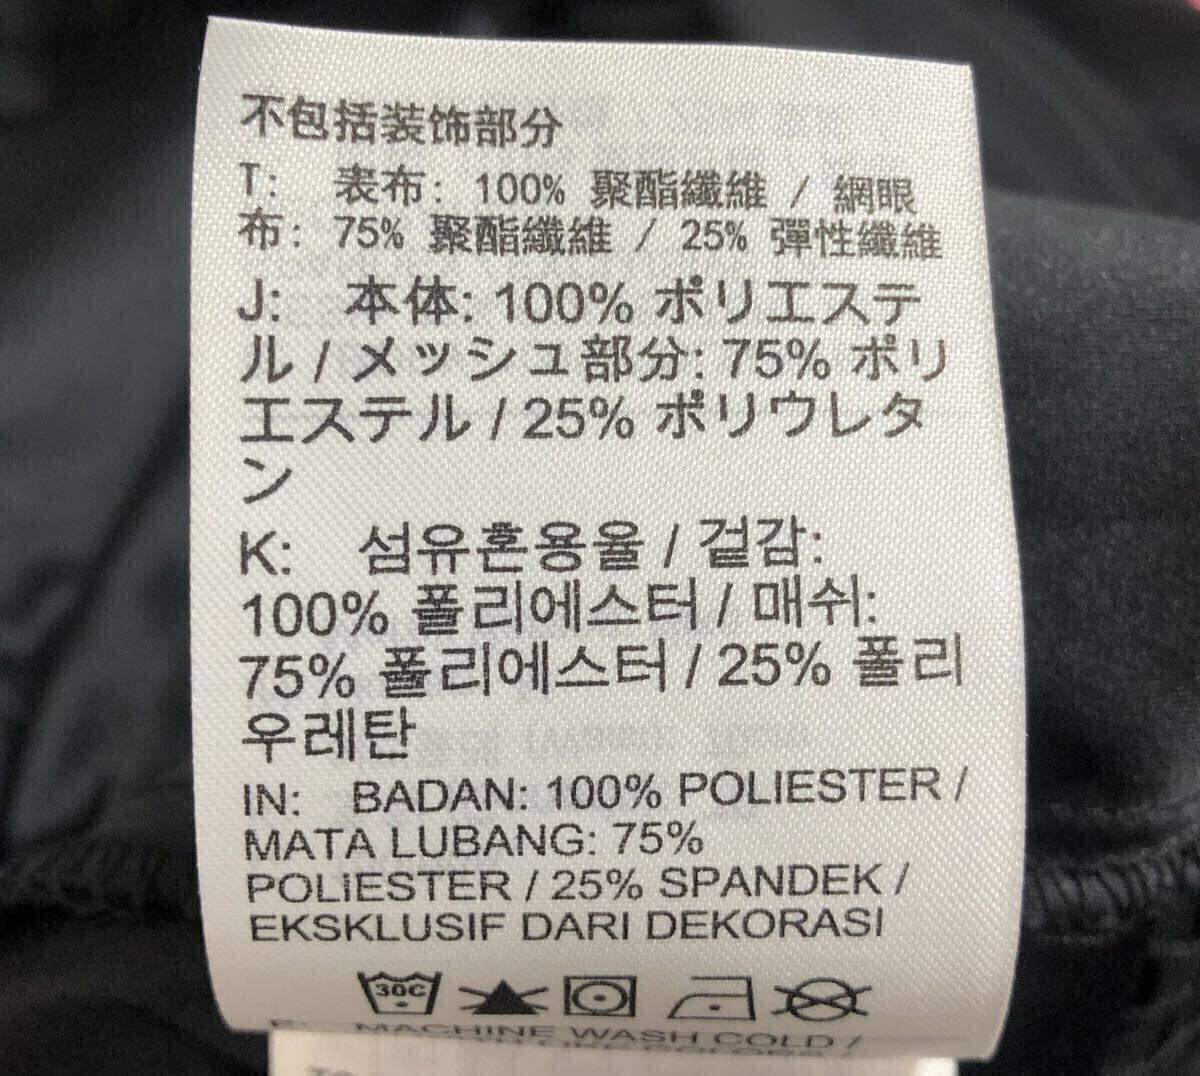 不包括装饰部分
T: 表布: 100% 聚酯纖維 / 網眼
布: 75% 聚酯纖維 / 25% 彈性纖維
J: 本体: 100% ポリエステ
ル / メッシュ部分: 75% ポリ
エステル / 25% ポリウレタ
ン
K: 섬유혼용율 / 겉감:
100% 폴리에스터 / 매쉬:
75% 폴리에스터 / 25% 폴리
우레탄
IN: BADAN: 100% POLIESTER /
MATA LUBANG: 75%
POLIESTER / 25% SPANDEK /
EKSKLUSIF DARI DEKORASI
30C
E: MACHINE WASH COLD /